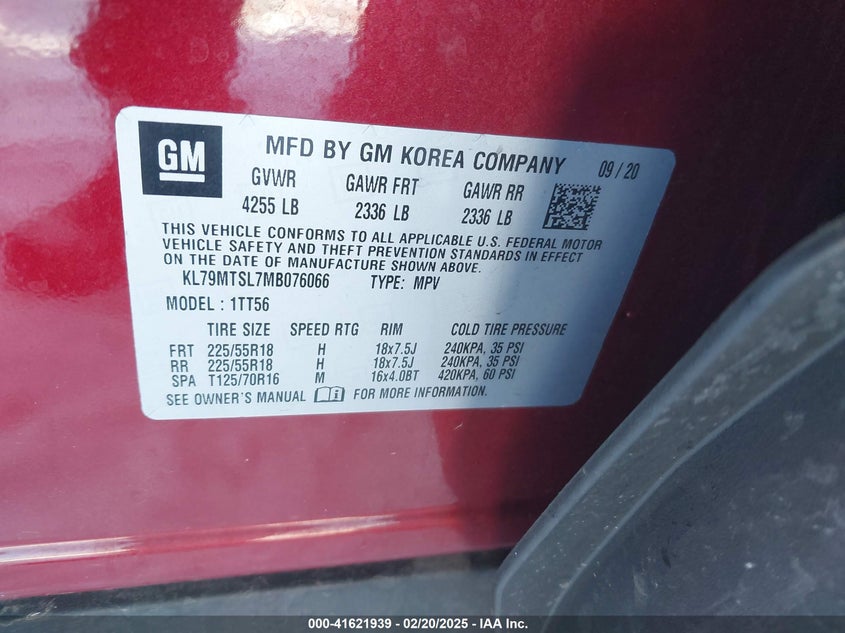 GM
MFD BY GM KOREA COMPANY 09/20
GVWR GAWR FRT GAWR RR
4255 LB 2336 LB 2336 LB
THIS VEHICLE CONFORMS TO ALL APPLICABLE U.S. FEDERAL MOTOR
VEHICLE SAFETY AND THEFT PREVENTION STANDARDS IN EFFECT
ON THE DATE OF MANUFACTURE SHOWN ABOVE.
KL79MTSL7MB076066 TYPE: MPV
MODEL : 1TT56
TIRE SIZE SPEED RTG RIM COLD TIRE PRESSURE
FRT 225/55R18 H 18x7.5J 240KPA, 35 PSI
RR 225/55R18 H 18x7.5J 240KPA, 35 PSI
SPA T125/70R16 M 16x4.0BT 420KPA, 60 PSI
SEE OWNER'S MANUAL FOR MORE INFORMATION.
000-41621939 / 02/20/2025 - IAA Inc.